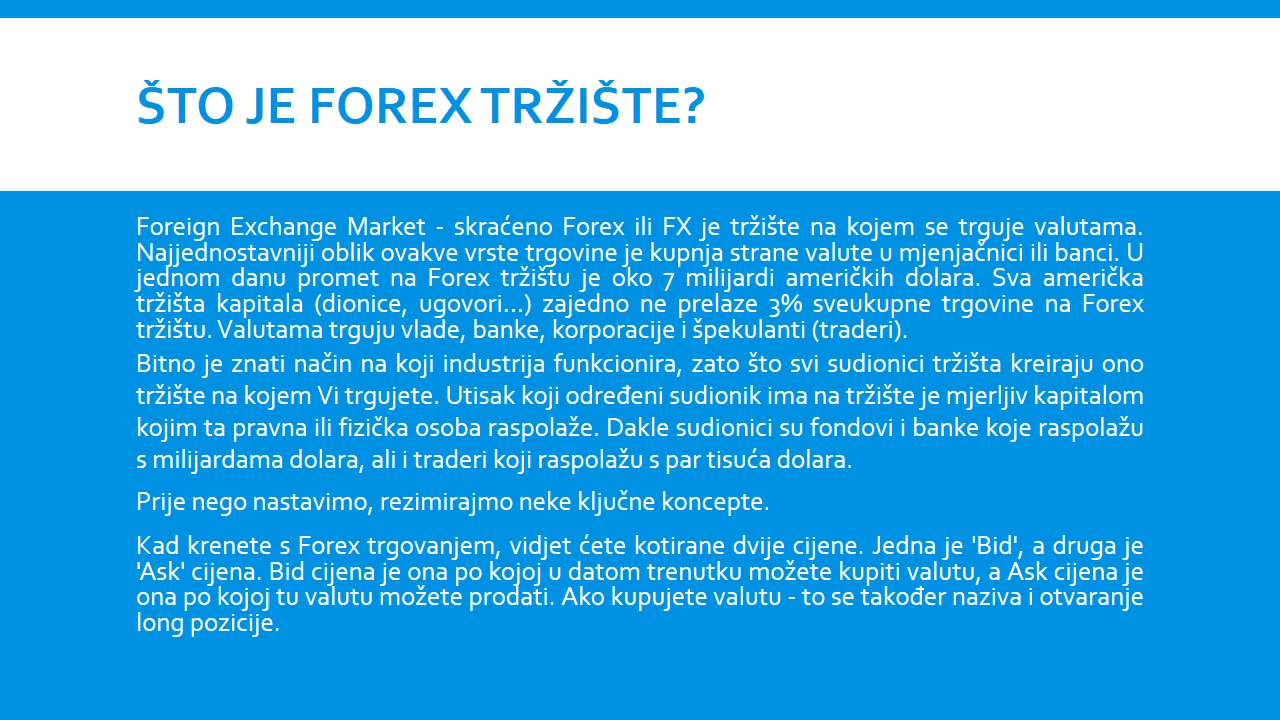 ŠTO JE FOREX TRŽIŠTE?
Foreign Exchange Market - skraćeno Forex ili FX je tržište na kojem se trguje valutama.
Najjednostavniji oblik ovakve vrste trgovine je kupnja strane valute u mjenjačnici ili banci. U
jednom danu promet na Forex tržištu je oko 7 milijardi američkih dolara. Sva američka
tržišta kapitala (dionice, ugovori...) zajedno ne prelaze 3% sveukupne trgovine na Forex
tržištu. Valutama trguju vlade, banke, korporacije i špekulanti (traderi).
Bitno je znati način na koji industrija funkcionira, zato što svi sudionici tržišta kreiraju ono
tržište na kojem Vi trgujete. Utisak koji određeni sudionik ima na tržište je mjerljiv kapitalom
kojim ta pravna ili fizička osoba raspolaže. Dakle sudionici su fondovi i banke koje raspolažu
s milijardama dolara, ali i traderi koji raspolažu s par tisuća dolara.
Prije nego nastavimo, rezimirajmo neke ključne koncepte.
Kad krenete s Forex trgovanjem, vidjet ćete kotirane dvije cijene. Jedna je 'Bid', a druga je
'Ask' cijena. Bid cijena je ona po kojoj u datom trenutku možete kupiti valutu, a Ask cijena je
ona po kojoj tu valutu možete prodati. Ako kupujete valutu - to se također naziva i otvaranje
long pozicije.